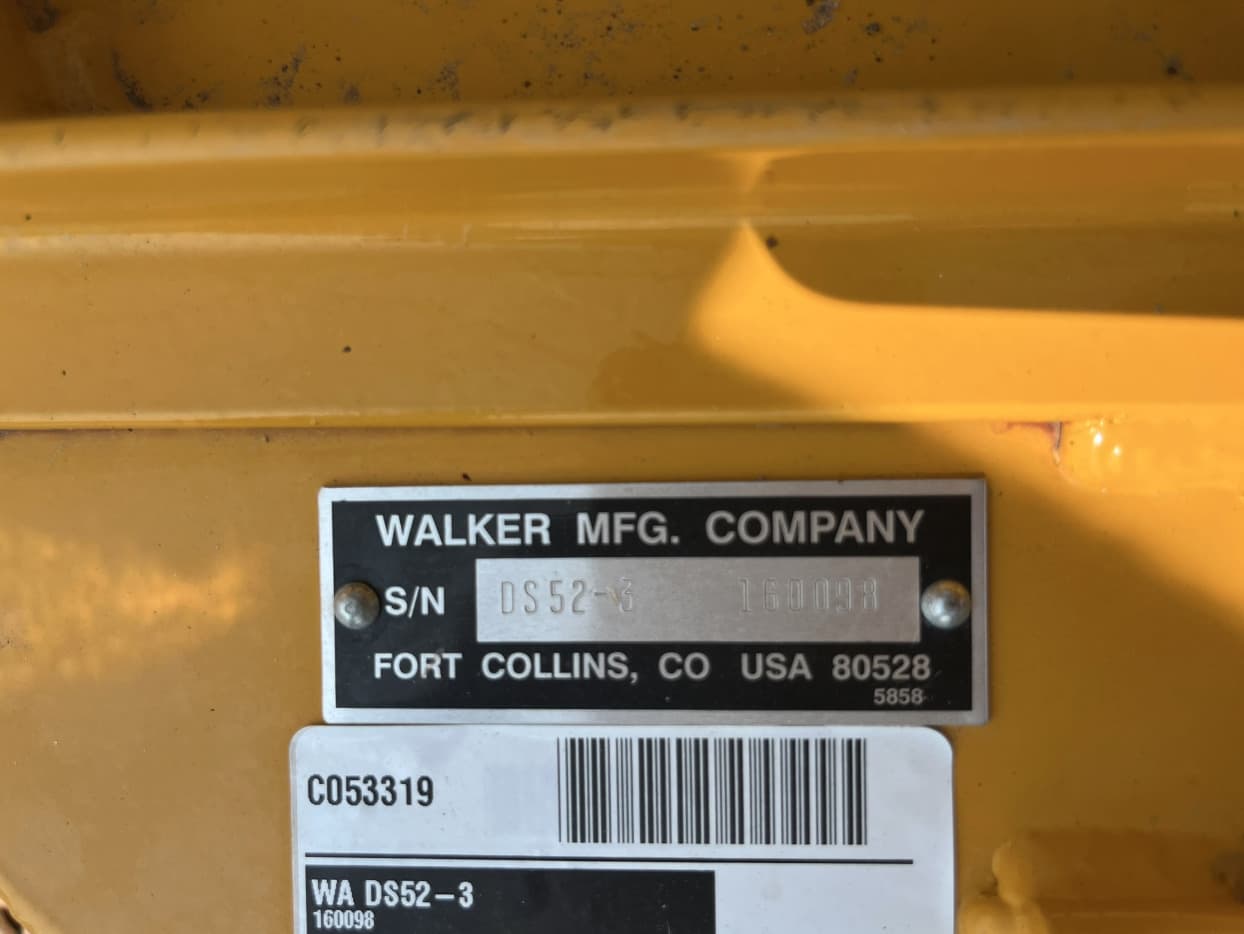 WALKER MFG. COMPANY
S/N DS52-3 160098
FORT COLLINS, CO USA 80528
5858
C053319
WA DS52-3
160098